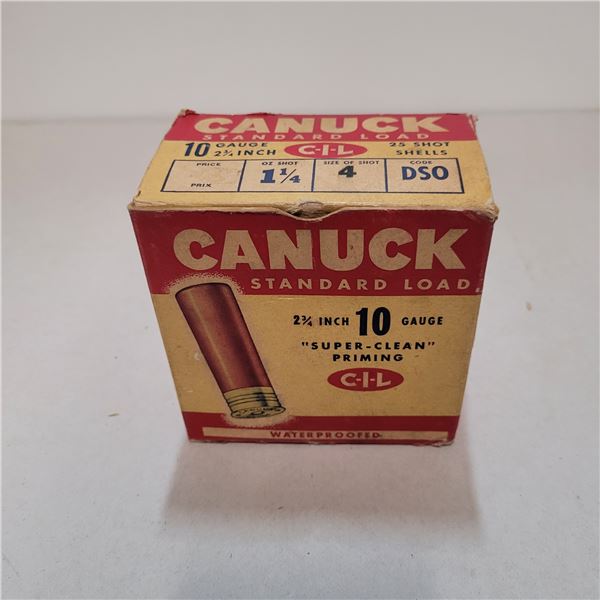 CANUCK
STANDARD LOAD
10 GAUGE 2¾ INCH C-I-L 25 SHOT SHELLS
PRICE PRIX
OZ SHOT 1¼
SIZE OF SHOT 4
CODE DSO
CANUCK
STANDARD LOAD
2¾ INCH 10 GAUGE
"SUPER-CLEAN"
PRIMING
C-I-L
WATERPROOFED